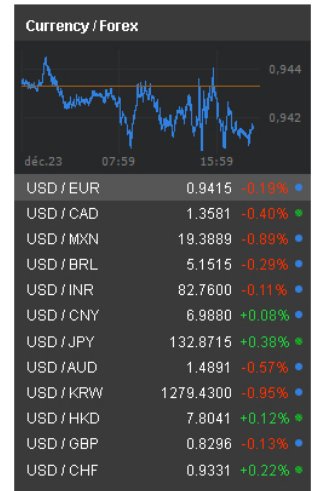 Currency / Forex
0,944
0,942
déc.23 07:59 15:59
USD / EUR 0.9415 -0.19%
USD / CAD 1.3581 -0.40%
USD / MXN 19.3889 -0.89%
USD / BRL 5.1515 -0.29%
USD / INR 82.7600 -0.11%
USD / CNY 6.9880 +0.08%
USD / JPY 132.8715 +0.38%
USD /AUD 1.4891 -0.57%
USD / KRW 1279.4300 -0.95%
USD / HKD 7.8041 +0.12%
USD / GBP 0.8296 -0.13%
USD / CHF 0.9331 +0.22%